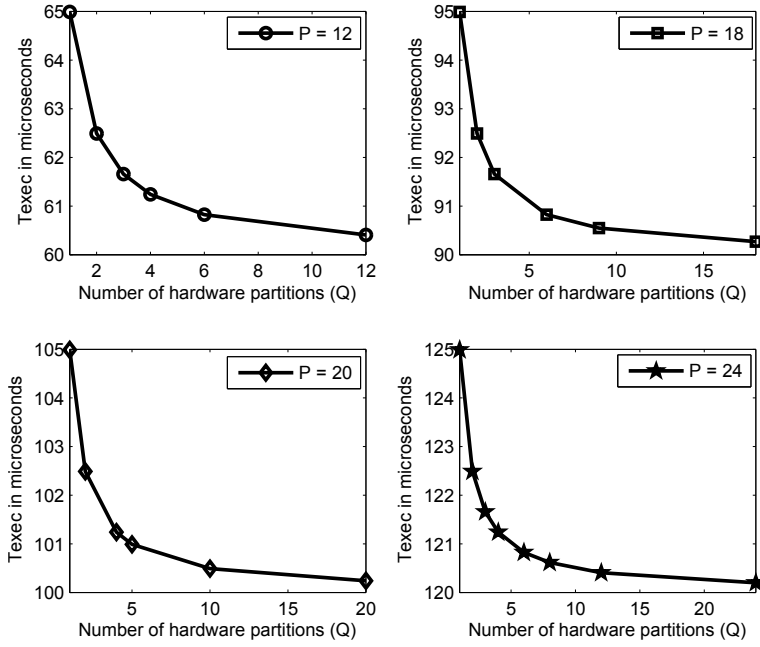 65
64
63
62
61
60
2 4 6 8 10 12
Texec in microseconds
Number of hardware partitions (Q)
P = 12
95
94
93
92
91
90
5 10 15
Texec in microseconds
Number of hardware partitions (Q)
P = 18
105
104
103
102
101
100
5 10 15 20
Texec in microseconds
Number of hardware partitions (Q)
P = 20
125
124
123
122
121
120
5 10 15 20
Texec in microseconds
Number of hardware partitions (Q)
P = 24